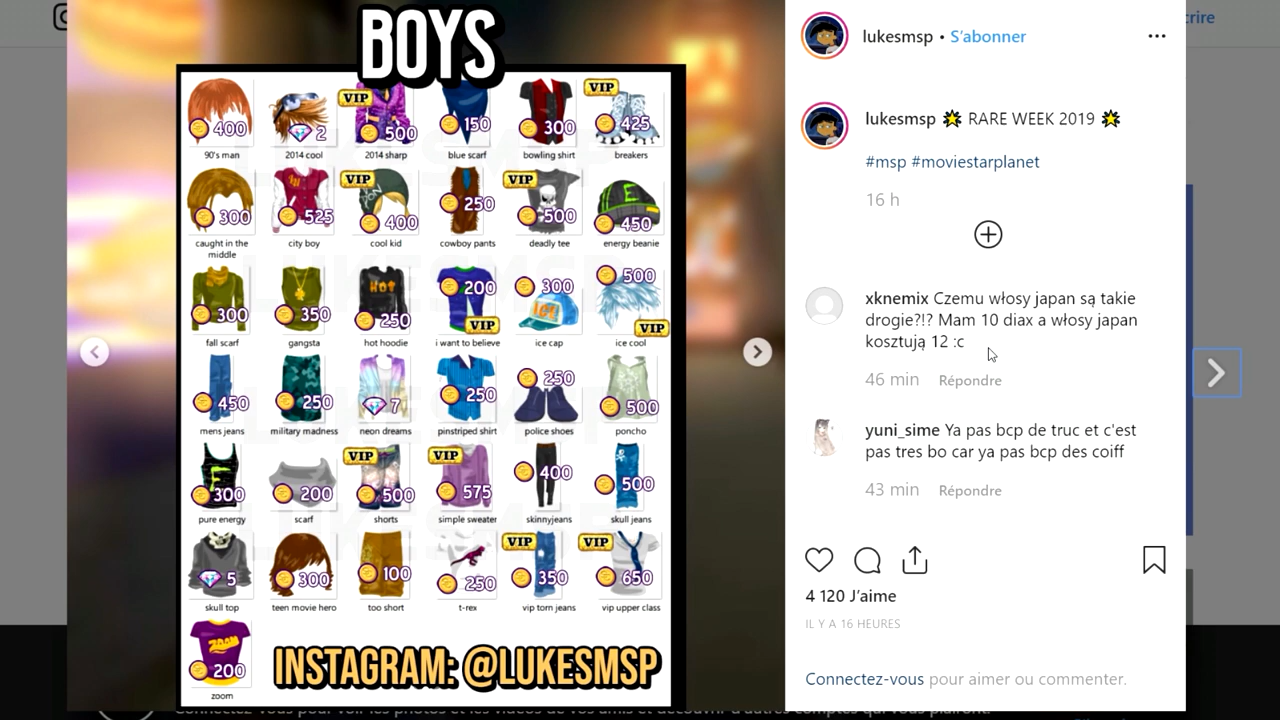 BOYS
400
2
VIP
500
150
300
VIP
425
90's man
2014 cool
2014 sharp
blue scarf
bowling shirt
breakers
300
525
VIP
400
250
VIP
500
450
caught in the
middle
city boy
cool kid
cowboy pants
deadly tee
energy beanie
300
350
HOT
250
200
VIP
300
ICE
500
VIP
fall scarf
gangsta
hot hoodie
i want to believe
ice cap
ice cool
450
250
7
250
250
500
mens jeans
military madness
neon dreams
pinstriped shirt
police shoes
poncho
E
300
200
VIP
500
VIP
575
400
500
pure energy
scarf
shorts
simple sweater
skinnyjeans
skull jeans
5
300
100
250
VIP
350
VIP
650
skull top
teen movie hero
too short
t-rex
vip torn jeans
vip upper class
ZOOM
200
zoom
INSTAGRAM: @LUKESMSP
lukesmsp • S'abonner
lukesmsp 🌟 RARE WEEK 2019 🌟
#msp #moviestarplanet
16 h
xknemix Czemu włosy japan są takie
drogie?!? Mam 10 diax a włosy japan
kosztują 12 :c
46 min Répondre
yuni_sime Ya pas bcp de truc et c'est
pas tres bo car ya pas bcp des coiff
43 min Répondre
4 120 J'aime
IL Y A 16 HEURES
Connectez-vous pour aimer ou commenter.
crire